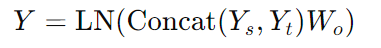 Y = LN(Concat(Y_s, Y_t)W_o)